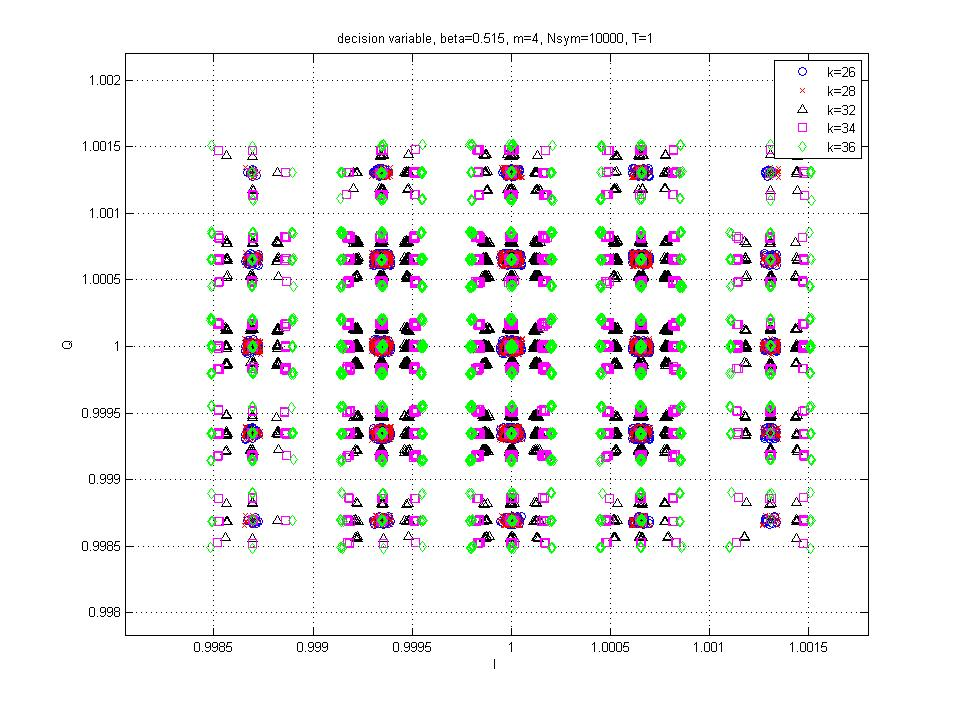 decision variable, beta=0.515, m=4, Nsym=10000, T=1
k=26
k=28
k=32
k=34
k=36
1.002
1.0015
1.001
1.0005
1
0.9995
0.999
0.9985
0.998
Q
0.9985 0.999 0.9995 1 1.0005 1.001 1.0015
I